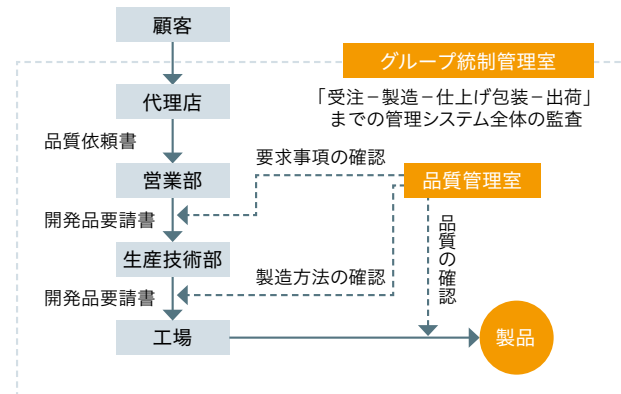 顧客
グループ統制管理室
「受注－製造－仕上げ包装－出荷」
までの管理システム全体の監査
代理店
品質依頼書
要求事項の確認
営業部
品質管理室
開発品要請書
品質の確認
生産技術部
製造方法の確認
開発品要請書
工場
製品